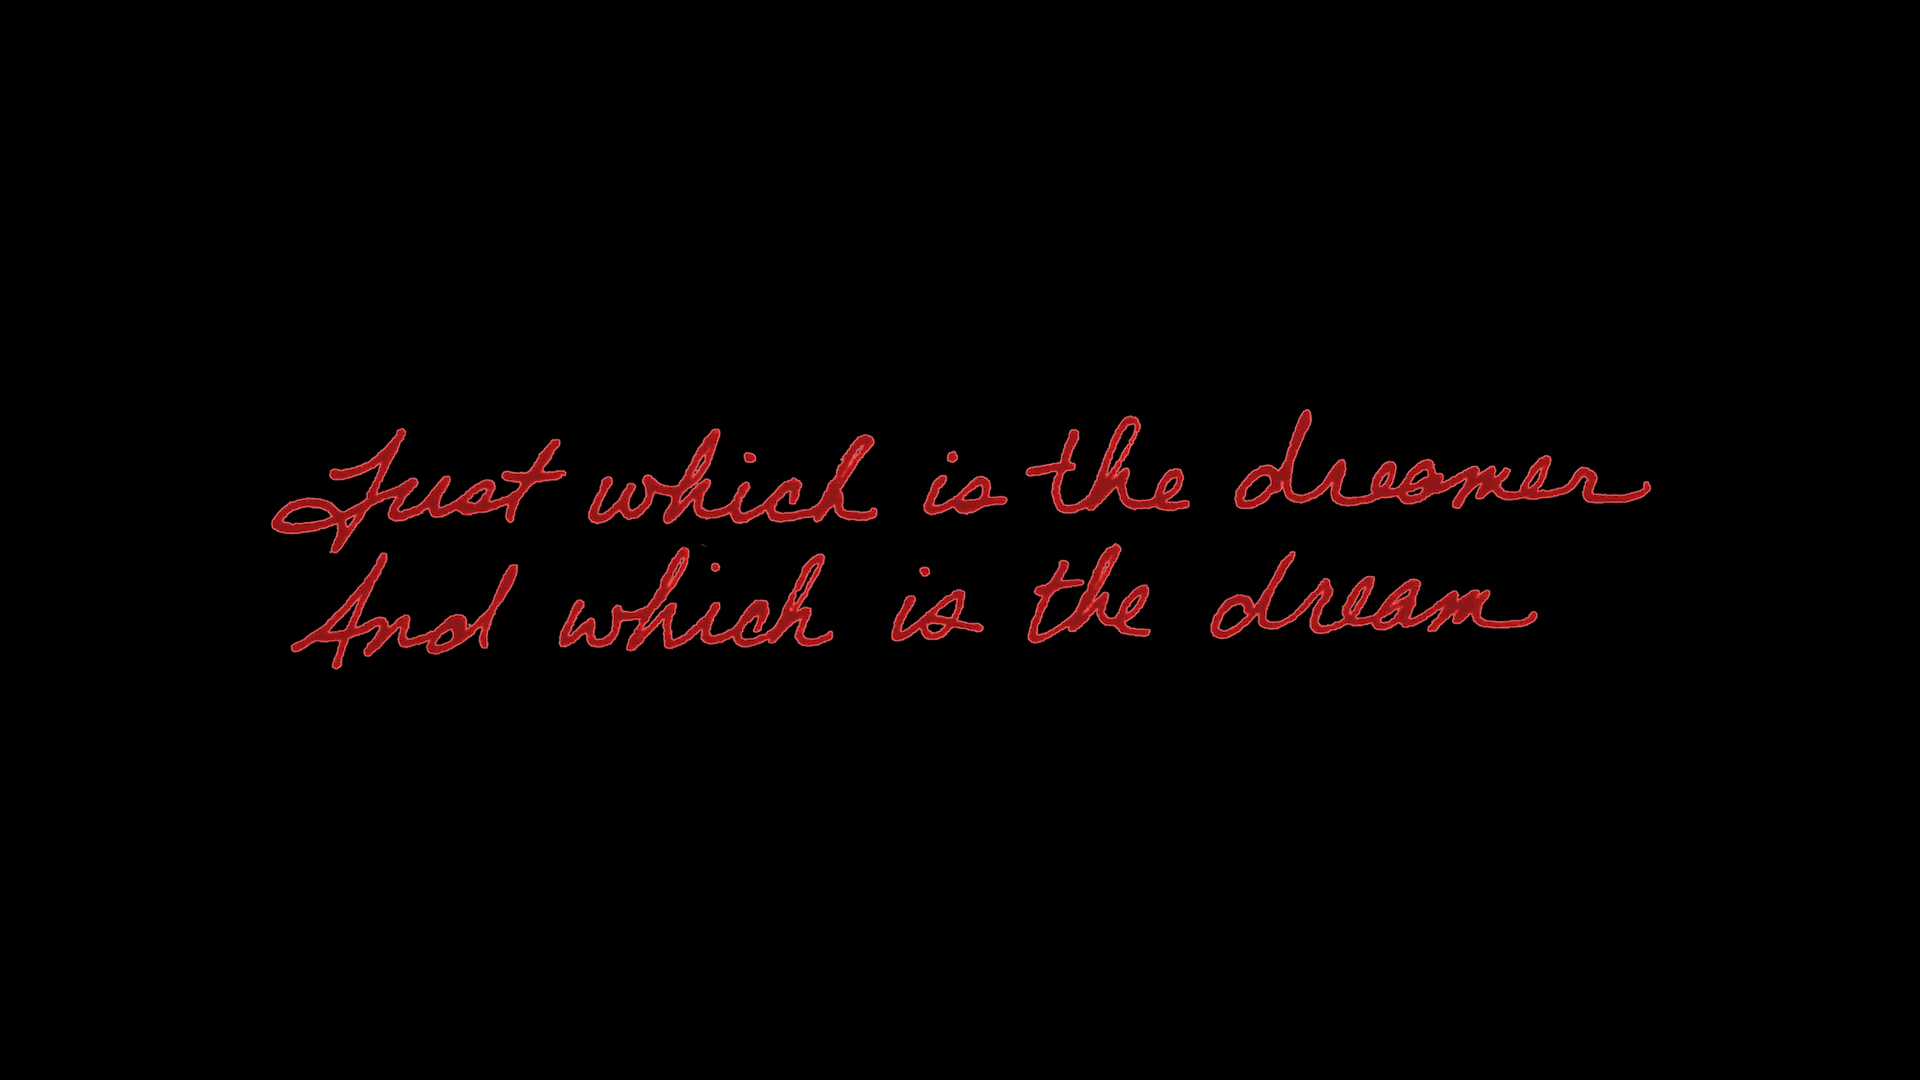 Just which is the dreamer
And which is the dream